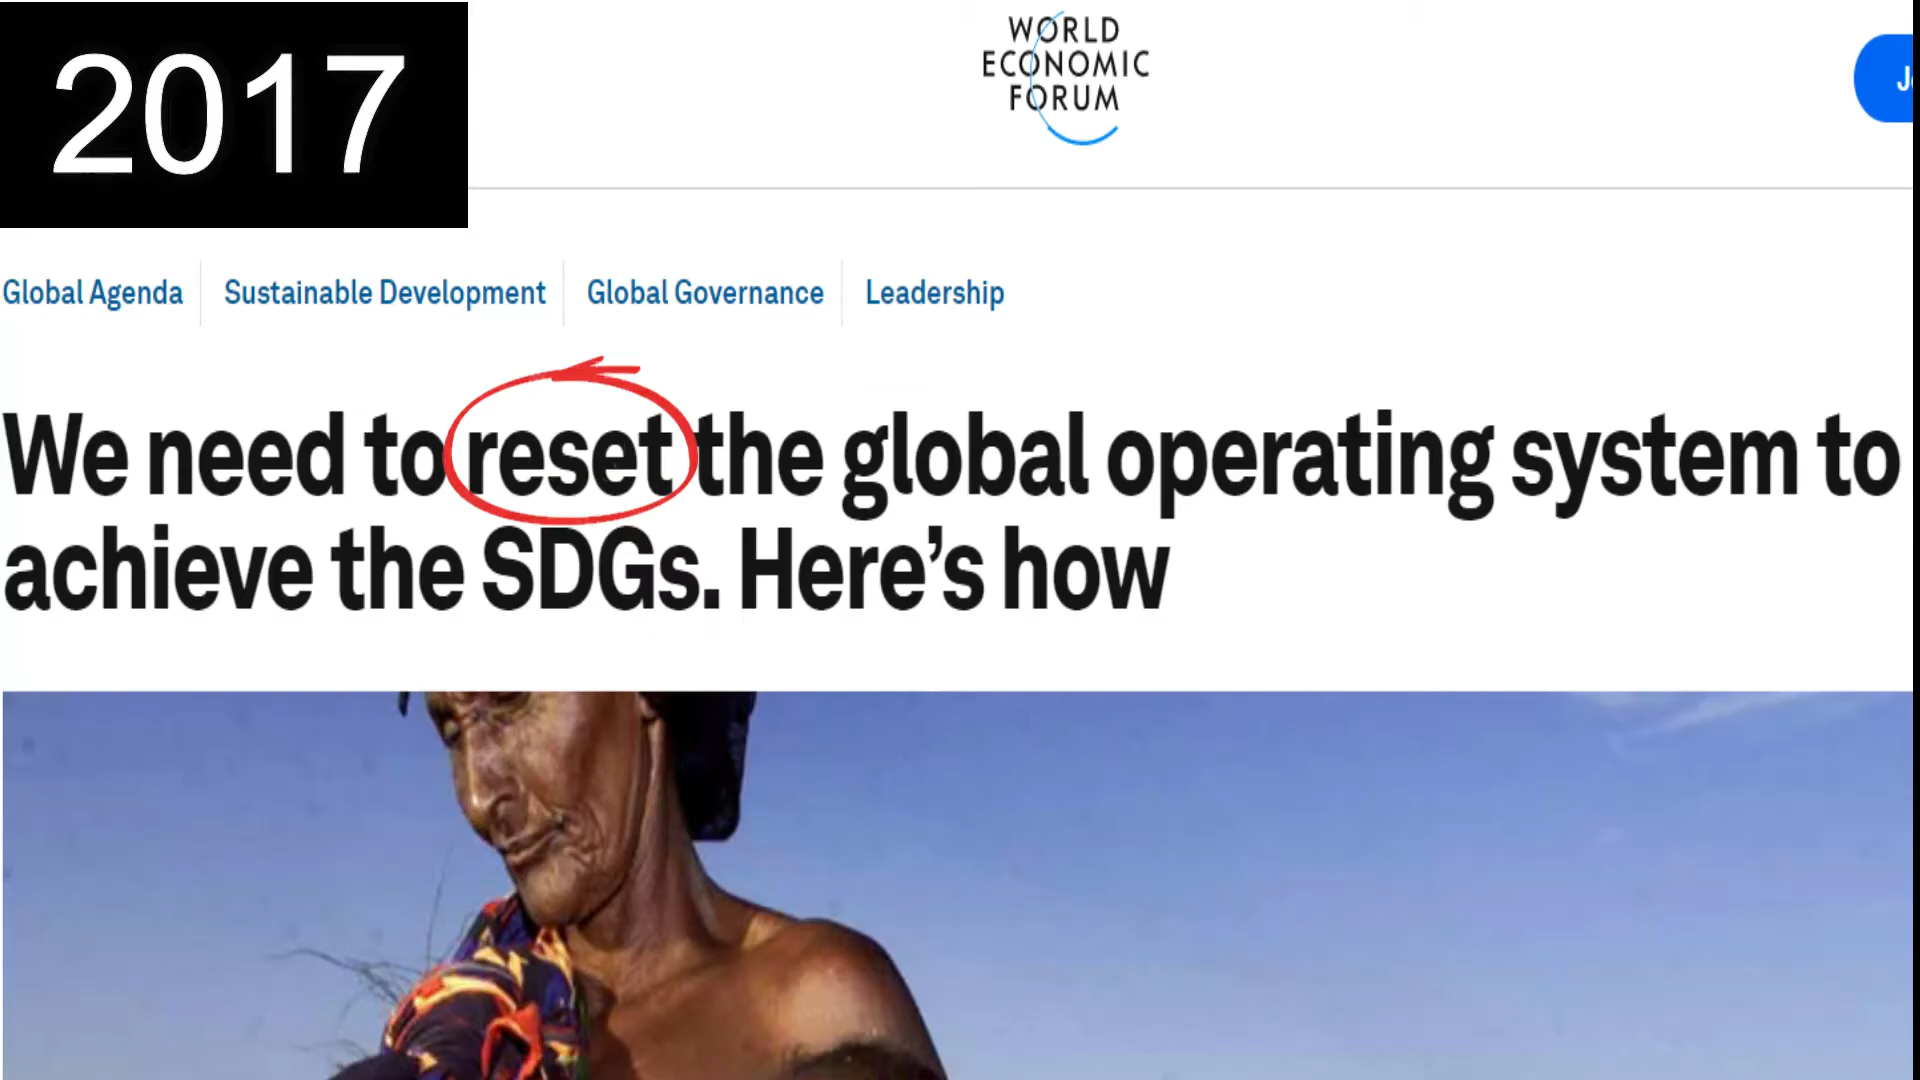 2017
WORLD
ECONOMIC
FORUM
Global Agenda
Sustainable Development
Global Governance
Leadership
We need to reset the global operating system to
achieve the SDGs. Here’s how